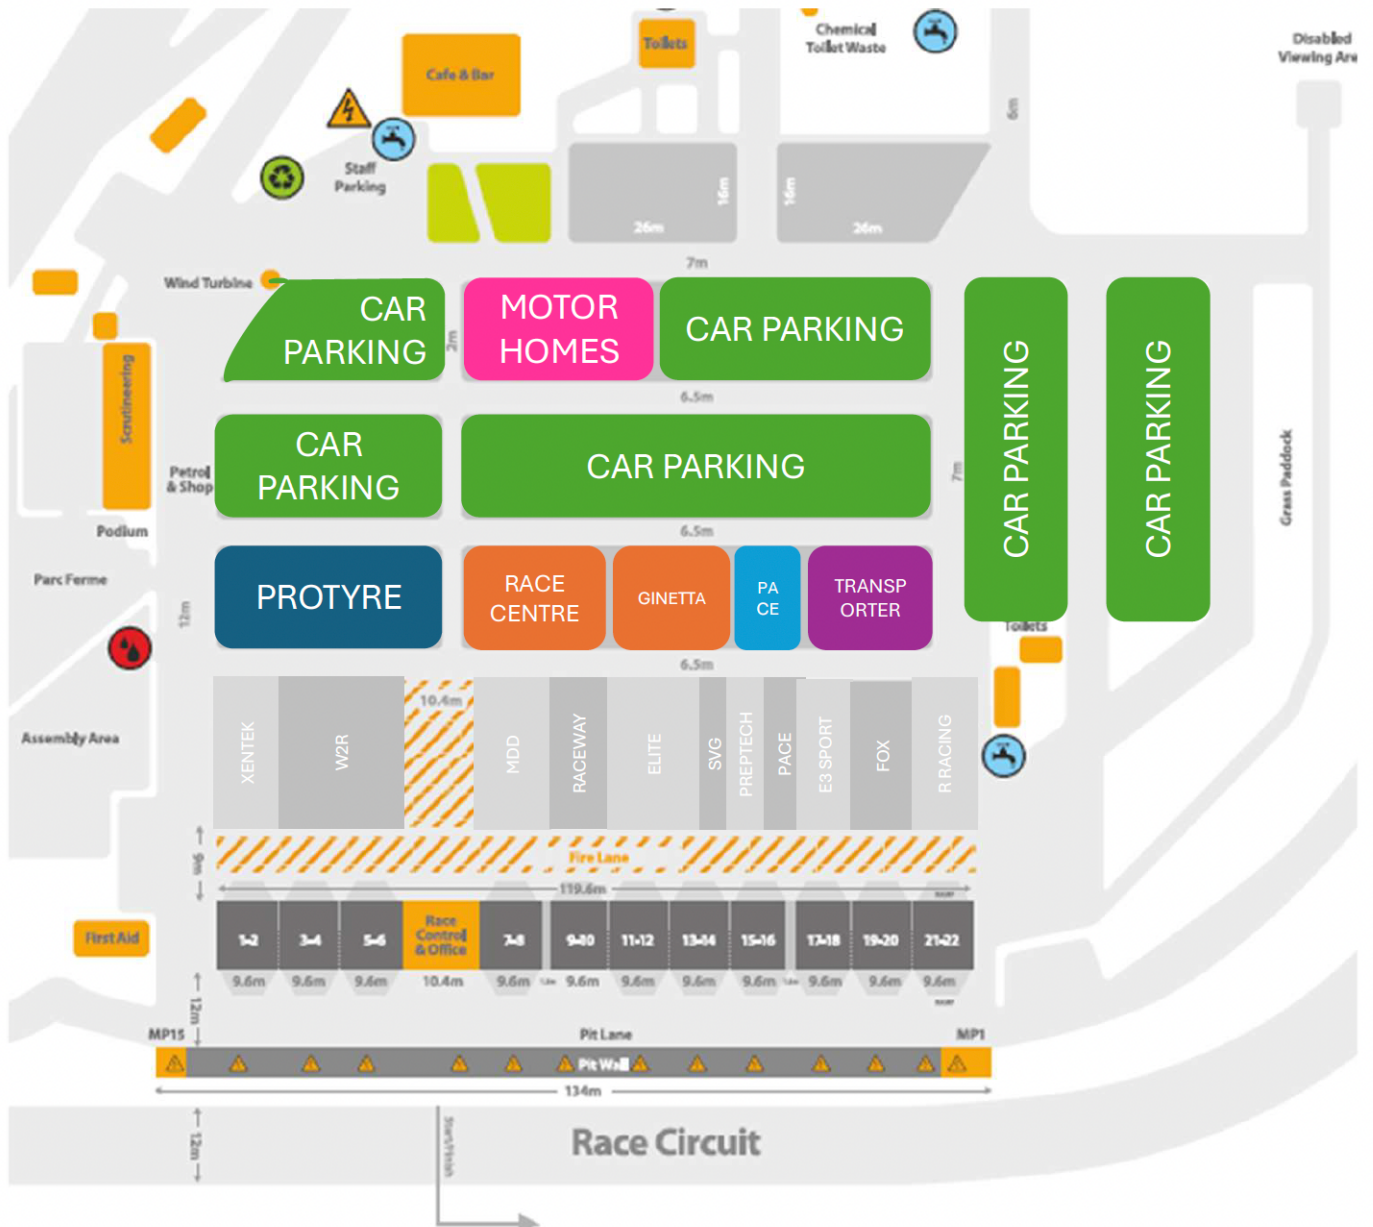 Toilets
Chemical
Toilet Waste
Disabled
Viewing Are
Cafe & Bar
6m
Staff
Parking
16m
16m
26m
26m
7m
Wind Turbine
CAR
PARKING
2m
MOTOR
HOMES
CAR PARKING
CAR PARKING
CAR PARKING
6.5m
Scrutineering
Petrol
& Shop
CAR
PARKING
CAR PARKING
7m
Grass Paddock
Podium
6.5m
Parc Ferme
12m
PROTYRE
RACE
CENTRE
GINETTA
PA
CE
TRANSP
ORTER
Toilets
6.5m
Assembly Area
XENTEK
W2R
10.4m
MDD
RACEWAY
ELITE
SVG
PREPTECH
PACE
E3 SPORT
FOX
R RACING
9m
Fire Lane
119.6m
First Aid
1-2
3-4
5-6
Race
Control
& Office
7-8
9-10
11-12
13-14
15-16
17-18
19-20
21-22
9.6m
9.6m
9.6m
10.4m
9.6m
9.6m
9.6m
9.6m
9.6m
9.6m
9.6m
9.6m
12m
MP15
Pit Lane
MP1
Pit Wall
134m
12m
Start/Finish
Race Circuit